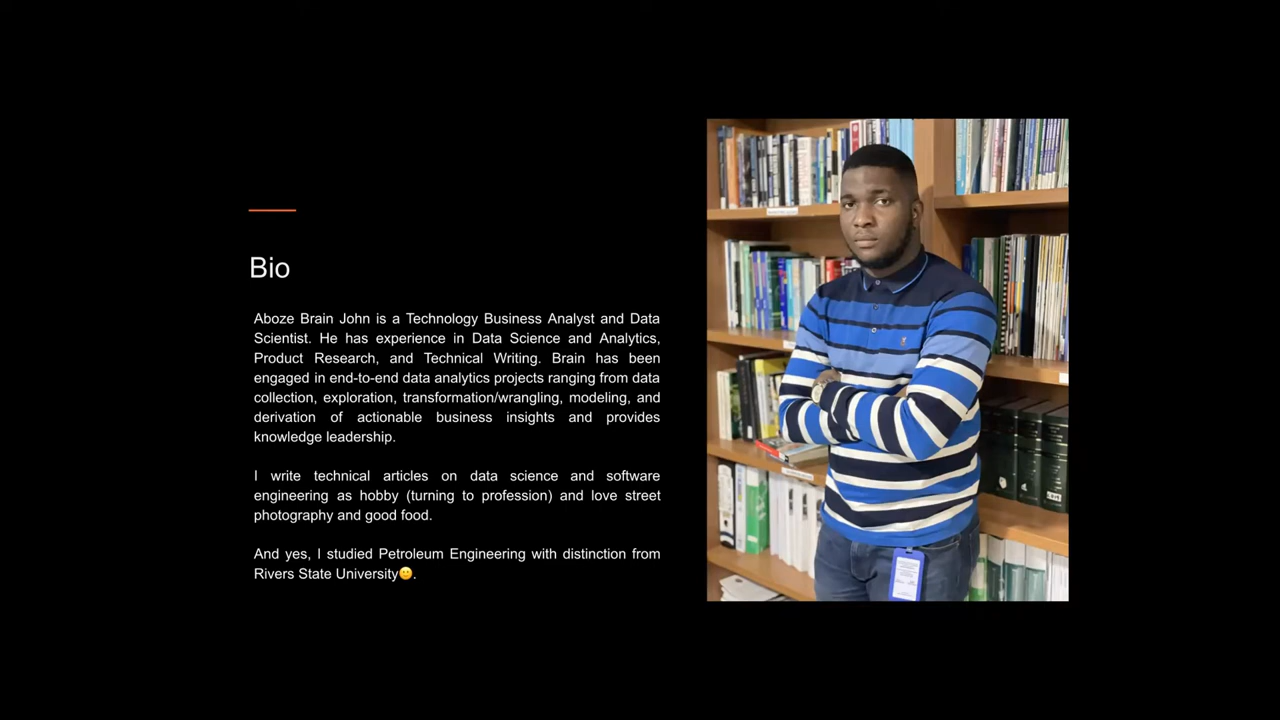 Bio
Aboze Brain John is a Technology Business Analyst and Data
Scientist. He has experience in Data Science and Analytics,
Product Research, and Technical Writing. Brain has been
engaged in end-to-end data analytics projects ranging from data
collection, exploration, transformation/wrangling, modeling, and
derivation of actionable business insights and provides
knowledge leadership.
I write technical articles on data science and software
engineering as hobby (turning to profession) and love street
photography and good food.
And yes, I studied Petroleum Engineering with distinction from
Rivers State University🙂.